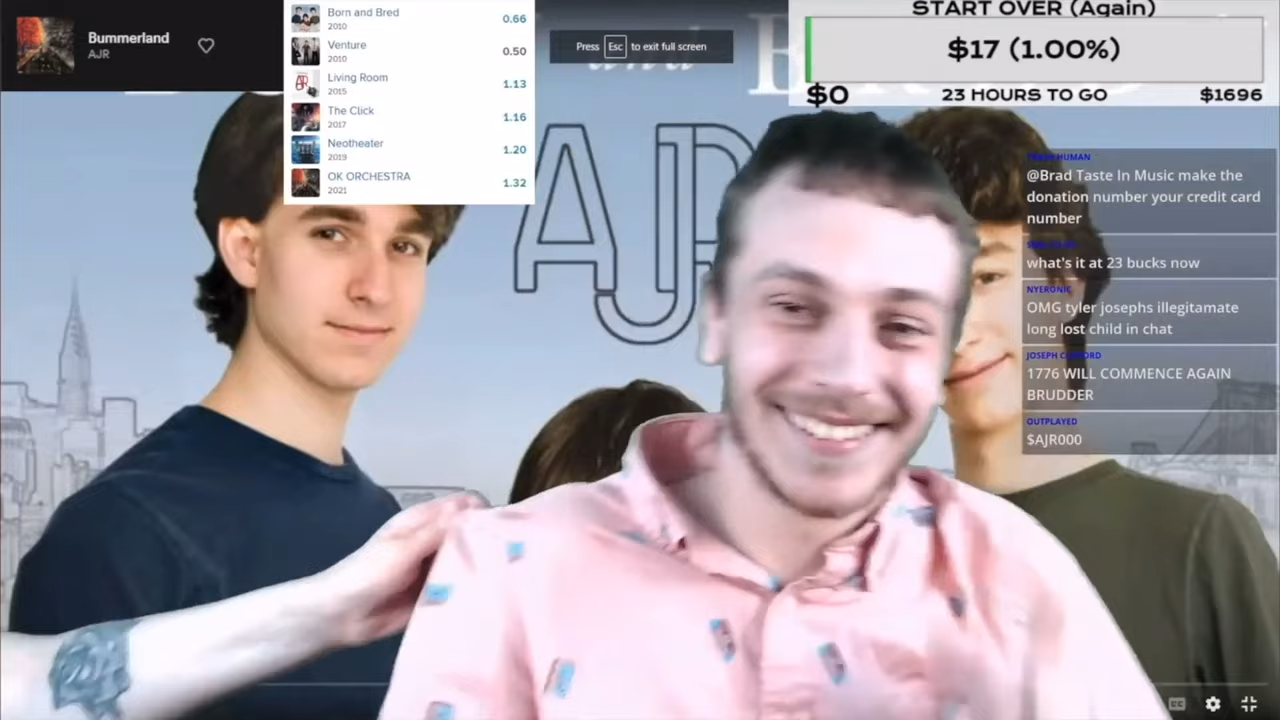 Bummerland
AJR
Born and Bred
2010
0.66
Venture
2010
0.50
Living Room
2015
1.13
The Click
2017
1.16
Neotheater
2019
1.20
OK ORCHESTRA
2021
1.32
Press Esc to exit full screen
and B
AJR
START OVER (Again)
$17 (1.00%)
$0 23 HOURS TO GO $1696
HUMAN
@Brad Taste In Music make the
donation number your credit card
number
what's it at 23 bucks now
NYERONIC
OMG tyler josephs illegitamate
long lost child in chat
JOSEPH
1776 WILL COMMENCE AGAIN
BRUDDER
OUTPLAYED
$AJR000
CC